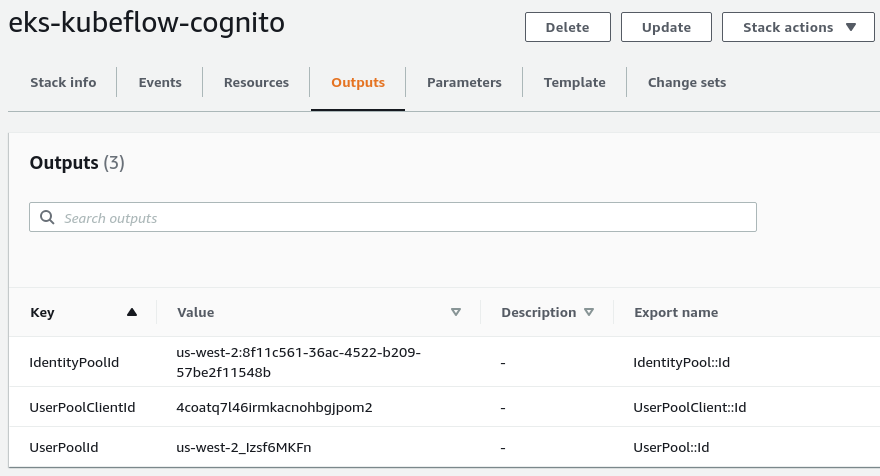 eks-kubeflow-cognito
Delete
Update
Stack actions
Stack info
Events
Resources
Outputs
Parameters
Template
Change sets
Outputs (3)
Search outputs
Key
Value
Description
Export name
IdentityPoolId
us-west-2:8f11c561-36ac-4522-b209-
57be2f11548b
-
IdentityPool::Id
UserPoolClientId
4coatq7l46irmkacnohbgjpom2
-
UserPoolClient::Id
UserPoolId
us-west-2_Izsf6MKFn
-
UserPool::Id